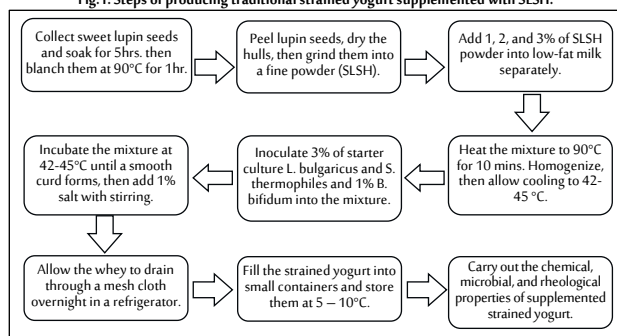 Fig. 1. Steps of producing traditional strained yogurt supplemented with SLSH.
Collect sweet lupin seeds
and soak for 5hrs. then
blanch them at 90°C for 1hr.
Peel lupin seeds, dry the
hulls, then grind them into
a fine powder (SLSH).
Add 1, 2, and 3% of SLSH
powder into low-fat milk
separately.
Heat the mixture to 90°C
for 10 mins. Homogenize,
then allow cooling to 42-
45 °C.
Inoculate 3% of starter
culture L. bulgaricus and S.
thermophiles and 1% B.
bifidum into the mixture.
Incubate the mixture at
42-45°C until a smooth
curd forms, then add 1%
salt with stirring.
Allow the whey to drain
through a mesh cloth
overnight in a refrigerator.
Fill the strained yogurt into
small containers and store
them at 5 – 10°C.
Carry out the chemical,
microbial, and rheological
properties of supplemented
strained yogurt.